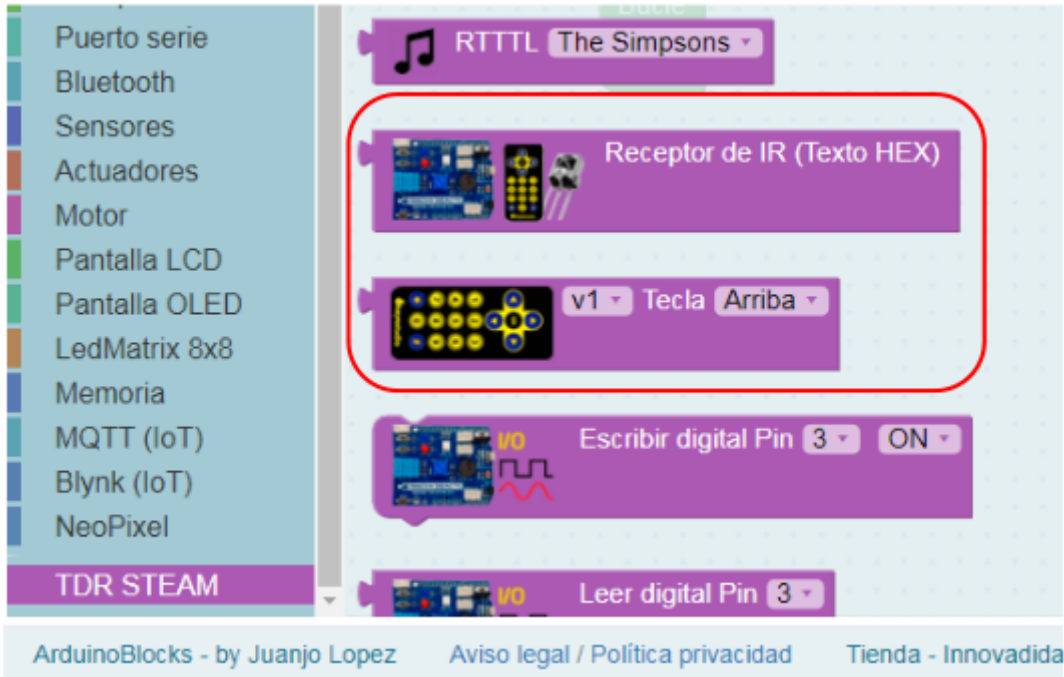 Bucle
Puerto serie
Bluetooth
Sensores
Actuadores
Motor
Pantalla LCD
Pantalla OLED
LedMatrix 8x8
Memoria
MQTT (IoT)
Blynk (IoT)
NeoPixel
TDR STEAM
RTTTL The Simpsons
Receptor de IR (Texto HEX)
v1 Tecla Arriba
I/O Escribir digital Pin 3 ON
I/O Leer digital Pin 3
ArduinoBlocks - by Juanjo Lopez Aviso legal / Política privacidad Tienda - Innovadida